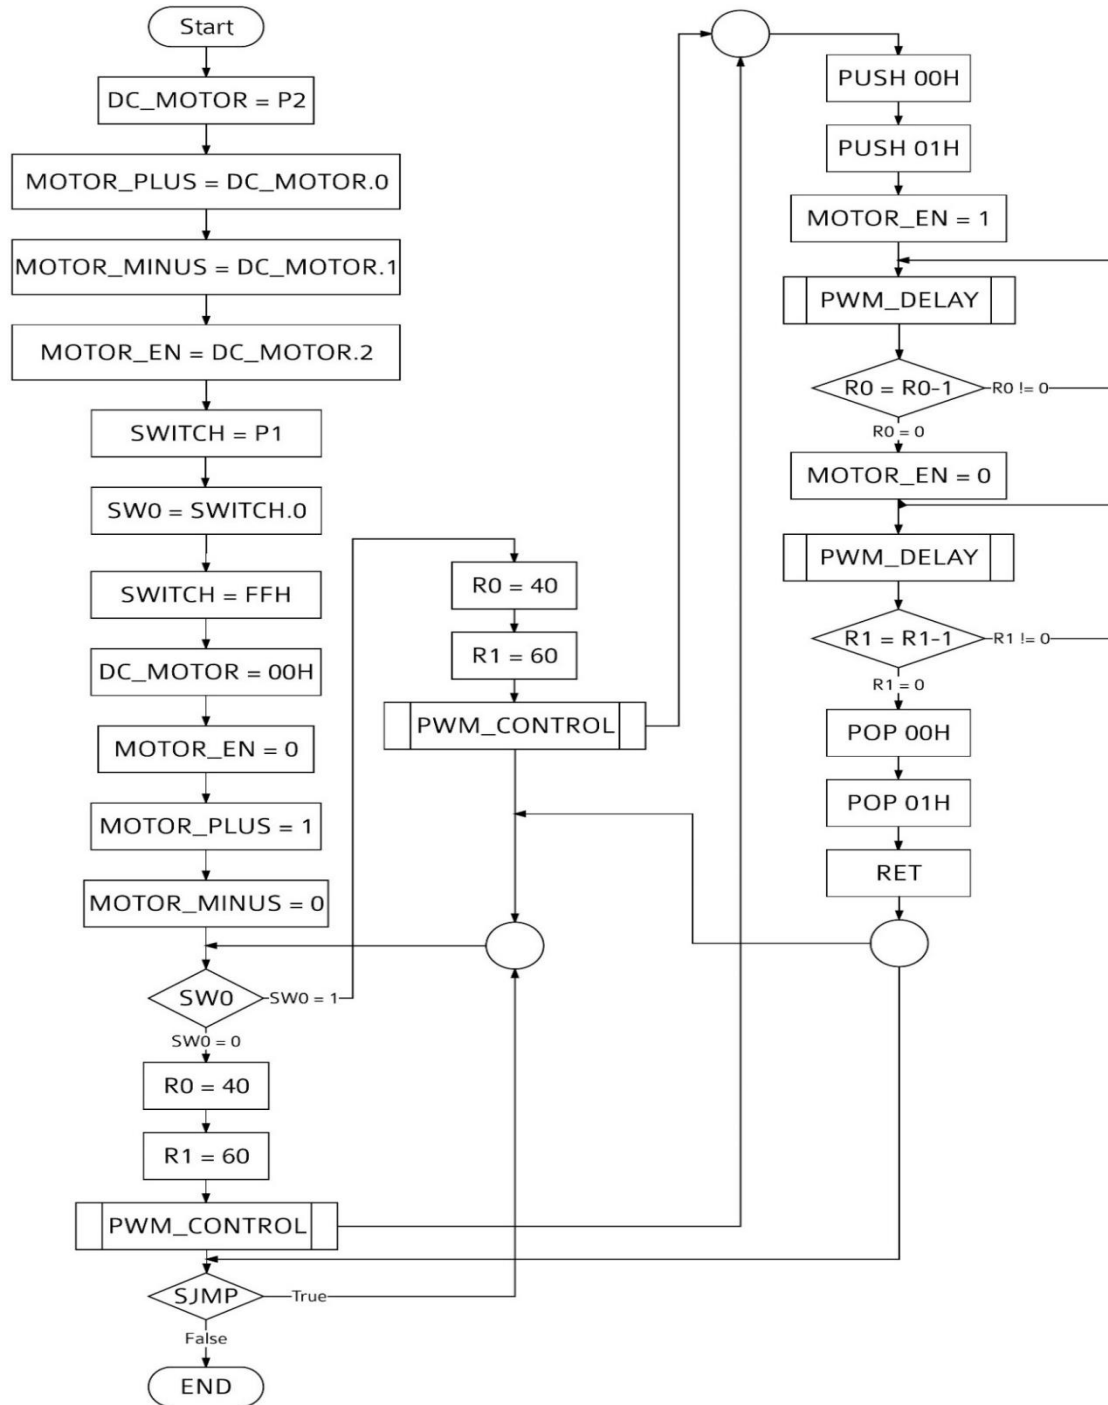 Start
DC_MOTOR = P2
MOTOR_PLUS = DC_MOTOR.0
MOTOR_MINUS = DC_MOTOR.1
MOTOR_EN = DC_MOTOR.2
SWITCH = P1
SW0 = SWITCH.0
SWITCH = FFH
DC_MOTOR = 00H
MOTOR_EN = 0
MOTOR_PLUS = 1
MOTOR_MINUS = 0
SW0
SW0 = 1
SW0 = 0
R0 = 40
R1 = 60
PWM_CONTROL
SJMP
True
False
END
R0 = 40
R1 = 60
PWM_CONTROL
PUSH 00H
PUSH 01H
MOTOR_EN = 1
PWM_DELAY
R0 = R0-1
R0 != 0
R0 = 0
MOTOR_EN = 0
PWM_DELAY
R1 = R1-1
R1 != 0
R1 = 0
POP 00H
POP 01H
RET